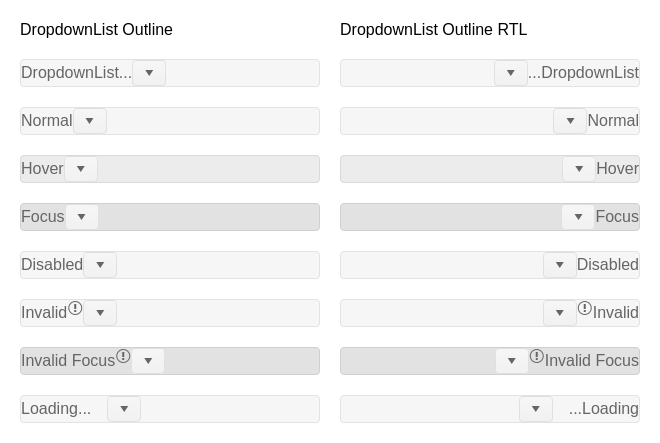 DropdownList Outline
DropdownList...
Normal
Hover
Focus
Disabled
Invalid
Invalid Focus
Loading...
DropdownList Outline RTL
...DropdownList
Normal
Hover
Focus
Disabled
Invalid
Invalid Focus
...Loading